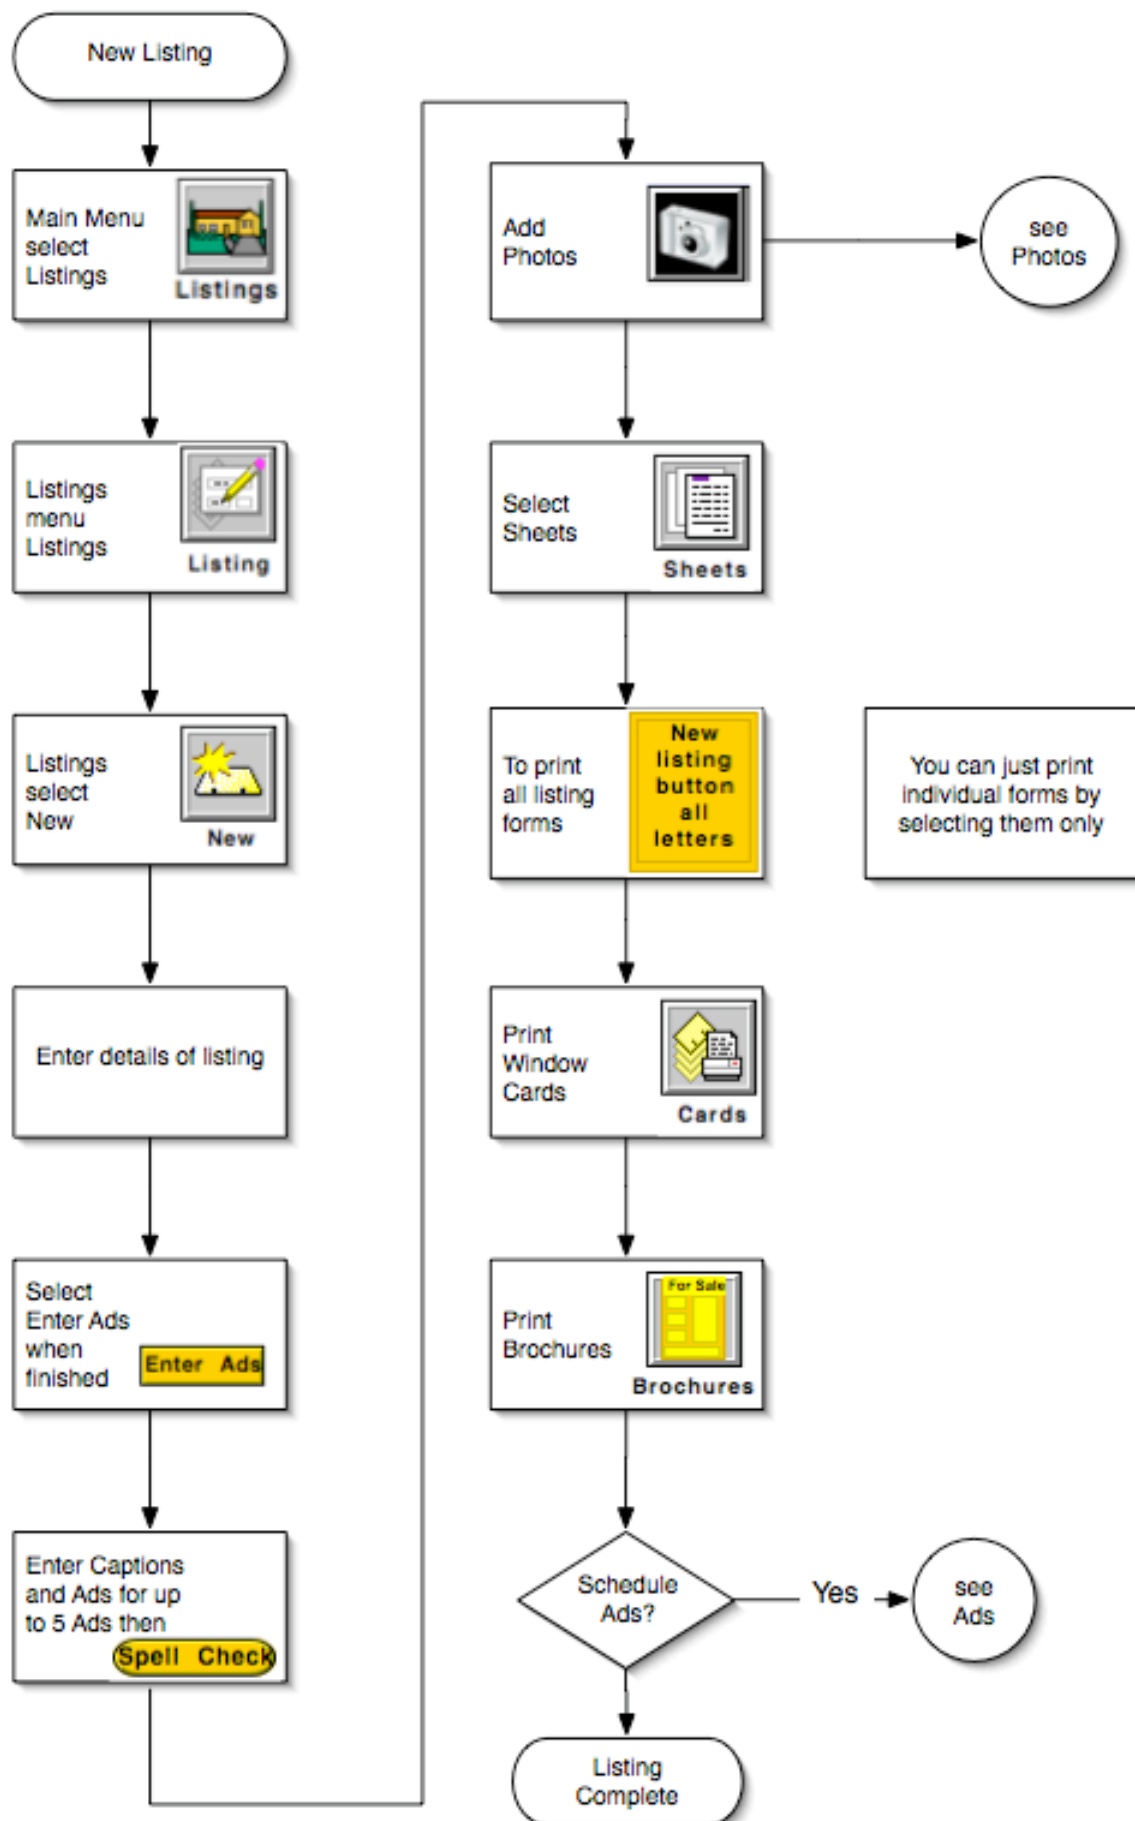 New Listing
Main Menu
select
Listings
Listings
Listings
menu
Listings
Listing
Listings
select
New
New
Enter details of listing
Select
Enter Ads
when
finished
Enter Ads
Enter Captions
and Ads for up
to 5 Ads then
Spell Check
Add
Photos
see
Photos
Select
Sheets
Sheets
To print
all listing
forms
New
listing
button
all
letters
You can just print
individual forms by
selecting them only
Print
Window
Cards
Cards
Print
Brochures
For Sale
Brochures
Schedule
Ads?
Yes
see
Ads
Listing
Complete